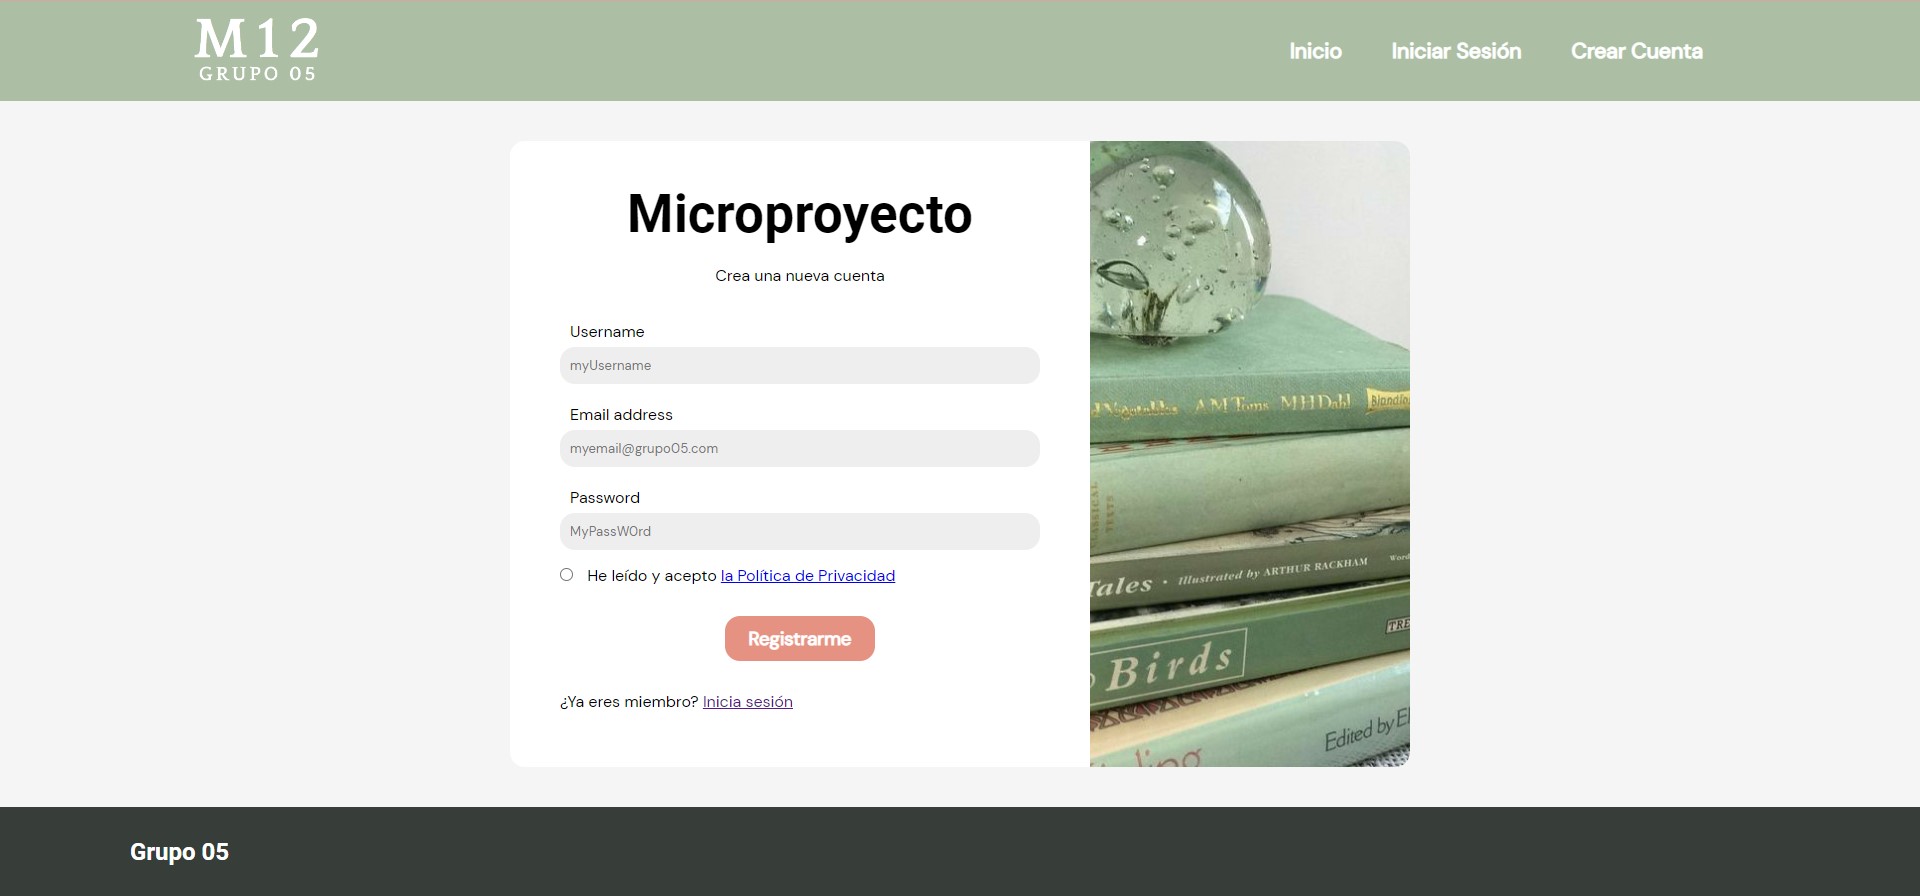 M12
GRUPO 05
Inicio
Iniciar Sesión
Crear Cuenta
Microproyecto
Crea una nueva cuenta
Username
myUsername
Email address
myemail@grupo05.com
Password
MyPassW0rd
He leído y acepto la Política de Privacidad
Registrarme
¿Ya eres miembro? Inicia sesión
A M Toms M H Dahl
TEXTS
Tales • Illustrated by ARTHUR RACKHAM
Birds
Edited by
Grupo 05